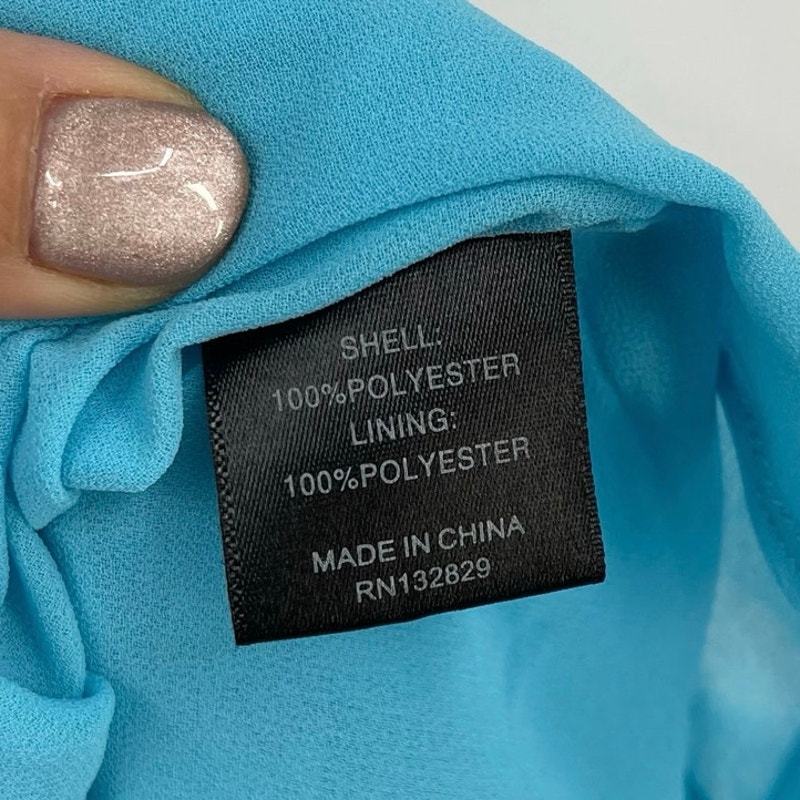 SHELL:
100%POLYESTER
LINING:
100%POLYESTER
MADE IN CHINA
RN132829